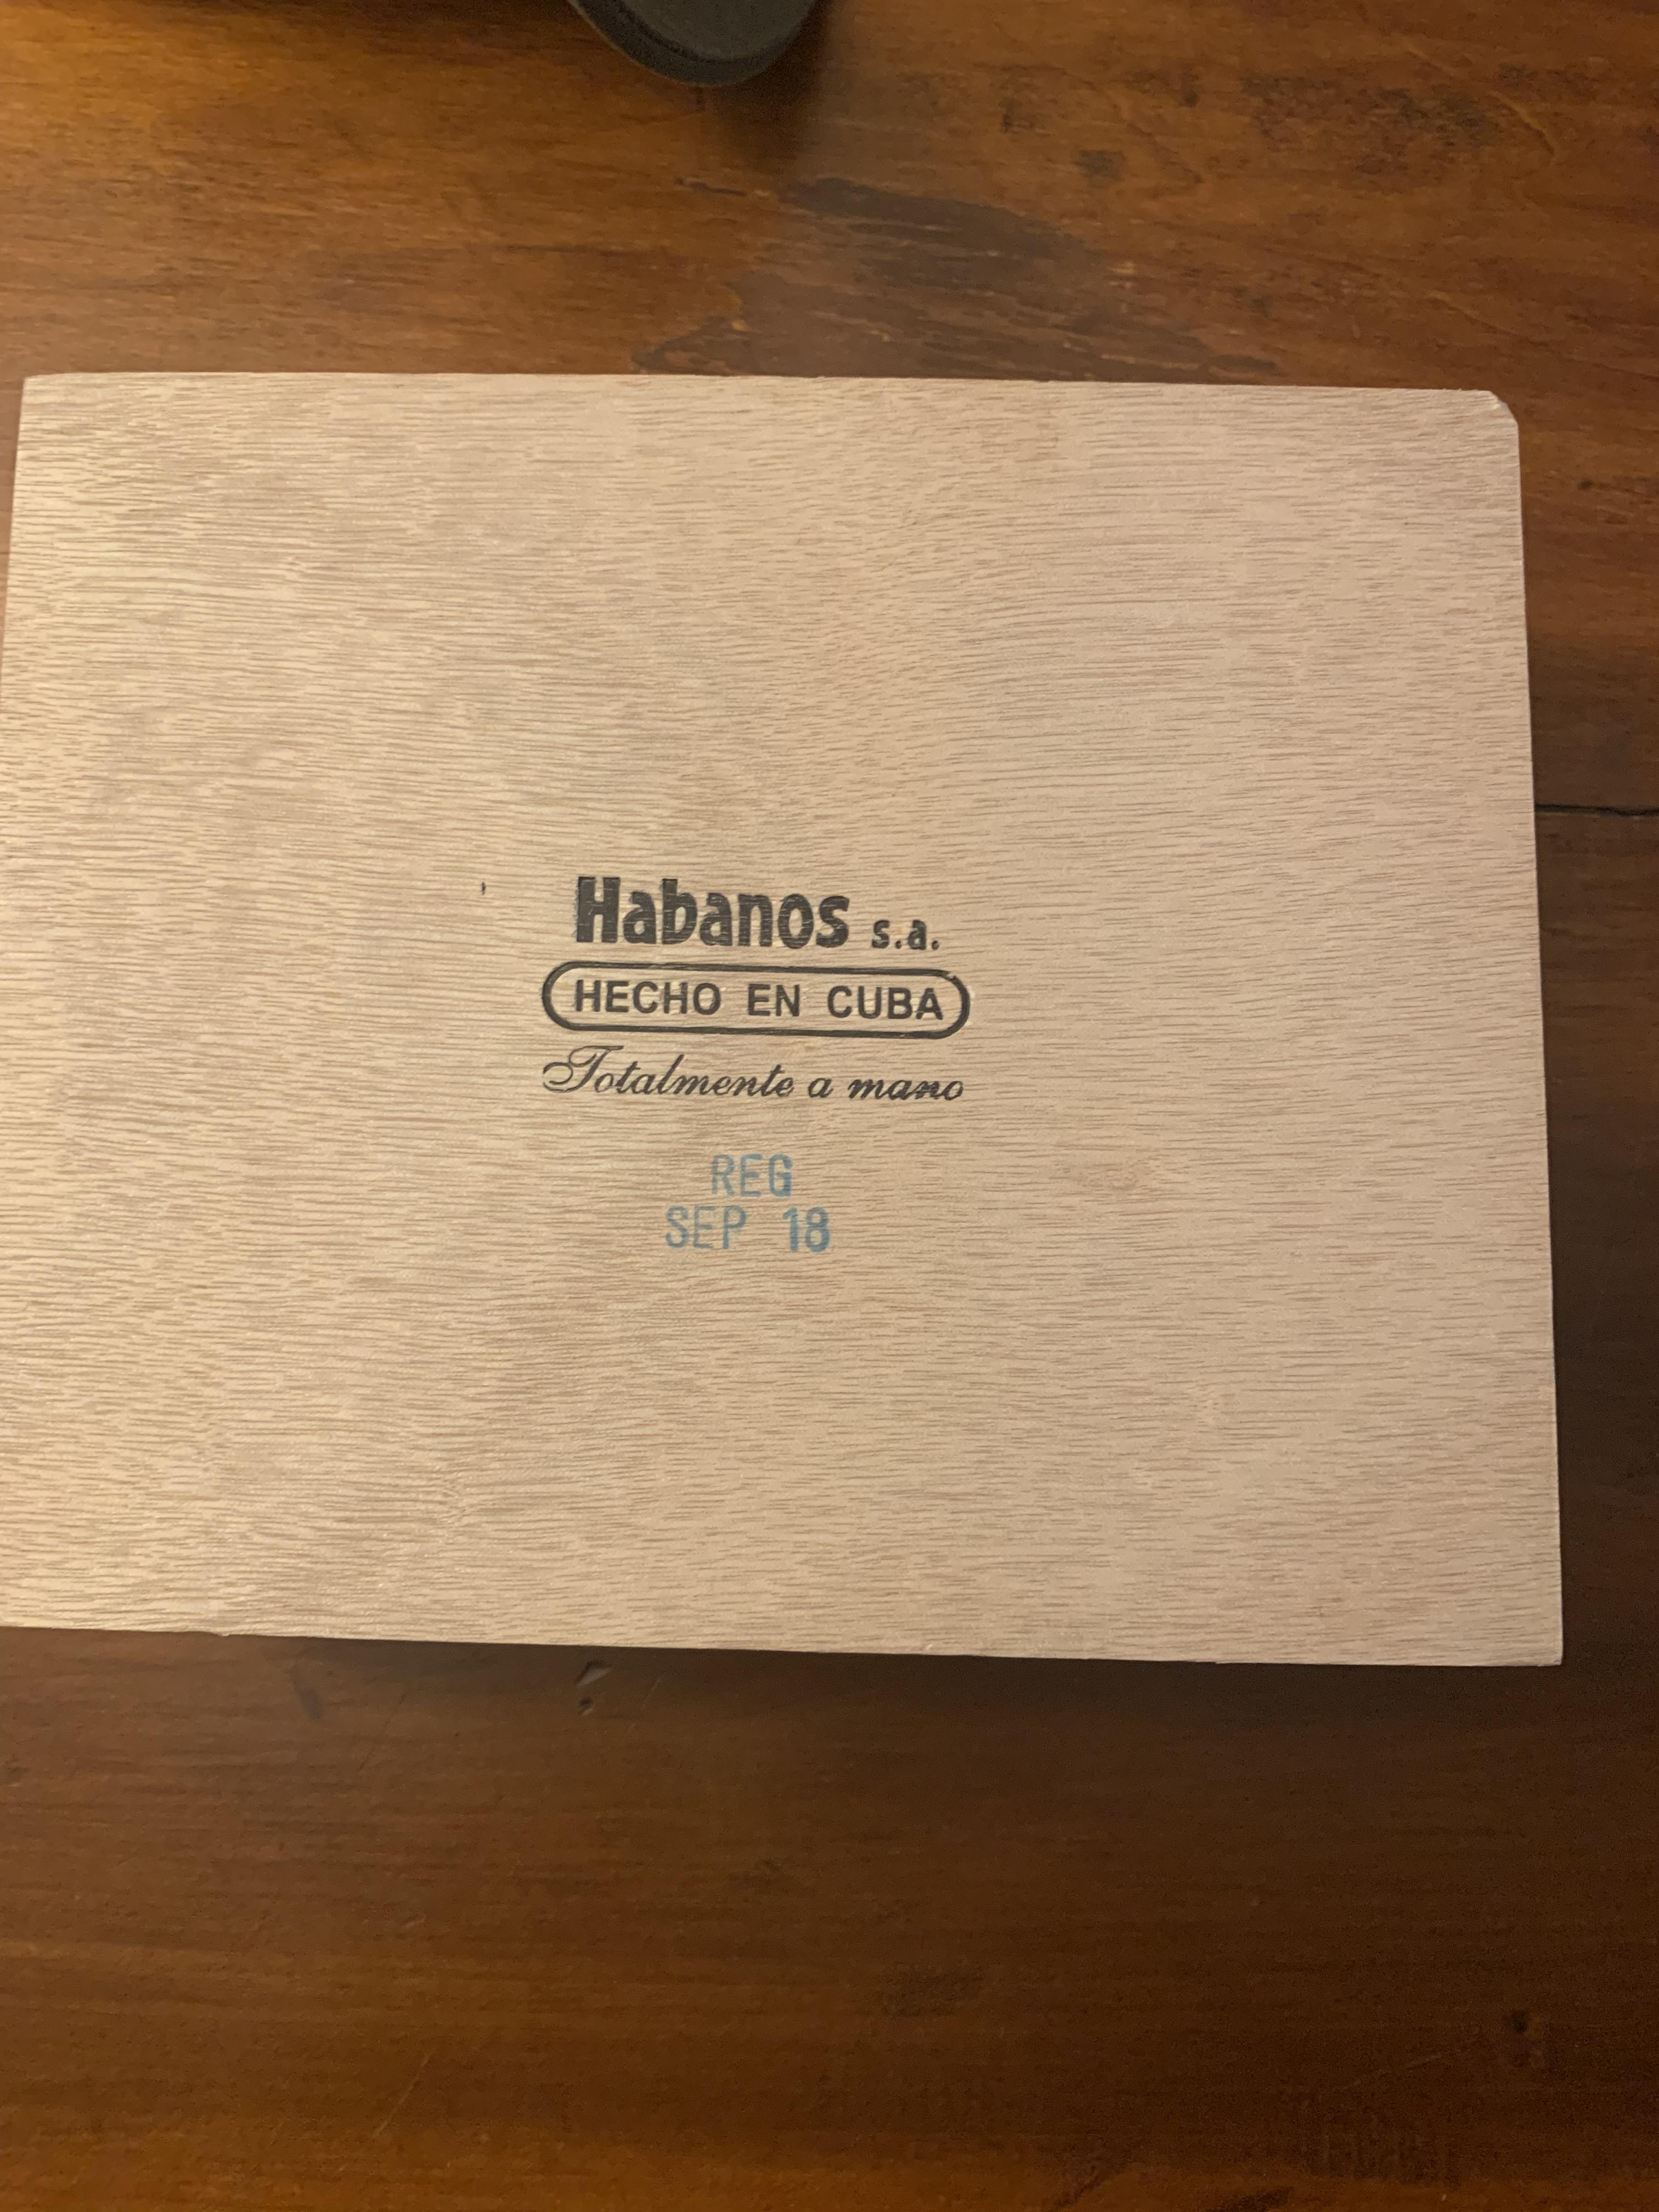 Habanos s.a.
HECHO EN CUBA
Totalmente a mano
REG
SEP 18